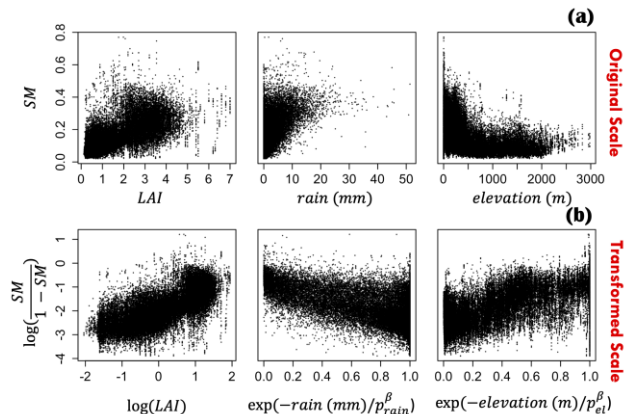 (a)
0.8
0.6
0.4
0.2
0.0
SM
0 1 2 3 4 5 6 7
LAI
0 10 20 30 40 50
rain (mm)
0 1000 2000 3000
elevation (m)
Original Scale
(b)
1
0
-1
-2
-3
-4
log(SM/(1 − SM))
-2 -1 0 1 2
log(LAI)
0.0 0.2 0.4 0.6 0.8 1.0
exp(−rain (mm)/p_rain^β)
0.0 0.2 0.4 0.6 0.8 1.0
exp(−elevation (m)/p_el^β)
Transformed Scale